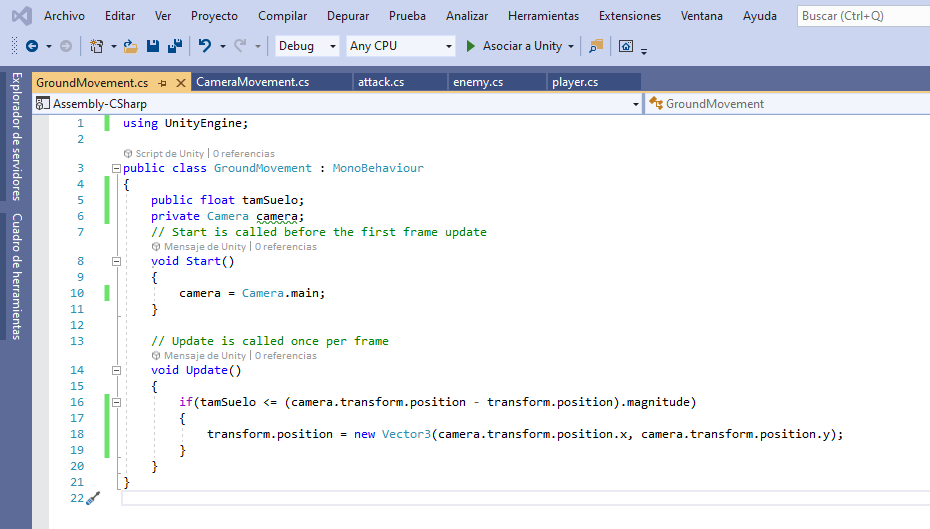 Archivo Editar Ver Proyecto Compilar Depurar Prueba Analizar Herramientas Extensiones Ventana Ayuda Buscar (Ctrl+Q)
Debug Any CPU Asociar a Unity
GroundMovement.cs CameraMovement.cs attack.cs enemy.cs player.cs
Assembly-CSharp GroundMovement
Explorador de servidores
Cuadro de herramientas
1 using UnityEngine;
2
Script de Unity | 0 referencias
3 public class GroundMovement : MonoBehaviour
4 {
5 public float tamSuelo;
6 private Camera camera;
7 // Start is called before the first frame update
Mensaje de Unity | 0 referencias
8 void Start()
9 {
10 camera = Camera.main;
11 }
12
13 // Update is called once per frame
Mensaje de Unity | 0 referencias
14 void Update()
15 {
16 if(tamSuelo <= (camera.transform.position - transform.position).magnitude)
17 {
18 transform.position = new Vector3(camera.transform.position.x, camera.transform.position.y);
19 }
20 }
21 }
22